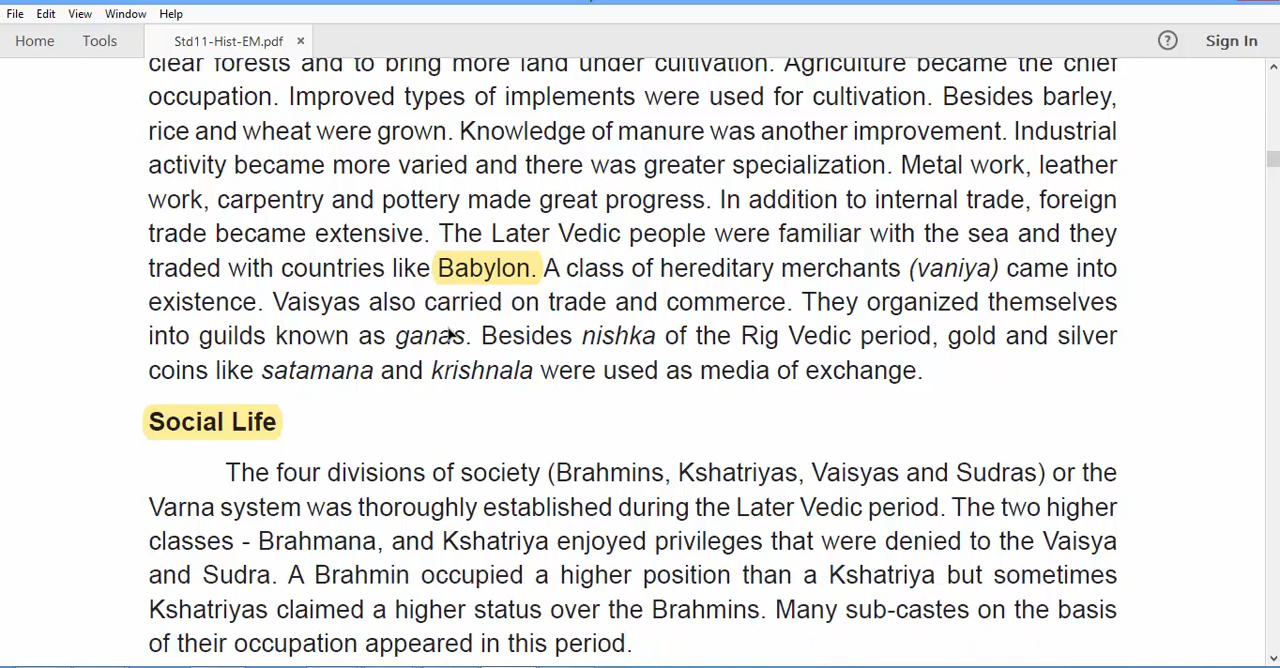 File Edit View Window Help
Home Tools Std11-Hist-EM.pdf × ? Sign In
clear forests and to bring more land under cultivation. Agriculture became the chief
occupation. Improved types of implements were used for cultivation. Besides barley,
rice and wheat were grown. Knowledge of manure was another improvement. Industrial
activity became more varied and there was greater specialization. Metal work, leather
work, carpentry and pottery made great progress. In addition to internal trade, foreign
trade became extensive. The Later Vedic people were familiar with the sea and they
traded with countries like Babylon. A class of hereditary merchants (vaniya) came into
existence. Vaisyas also carried on trade and commerce. They organized themselves
into guilds known as ganas. Besides nishka of the Rig Vedic period, gold and silver
coins like satamana and krishnala were used as media of exchange.
Social Life
The four divisions of society (Brahmins, Kshatriyas, Vaisyas and Sudras) or the
Varna system was thoroughly established during the Later Vedic period. The two higher
classes - Brahmana, and Kshatriya enjoyed privileges that were denied to the Vaisya
and Sudra. A Brahmin occupied a higher position than a Kshatriya but sometimes
Kshatriyas claimed a higher status over the Brahmins. Many sub-castes on the basis
of their occupation appeared in this period.